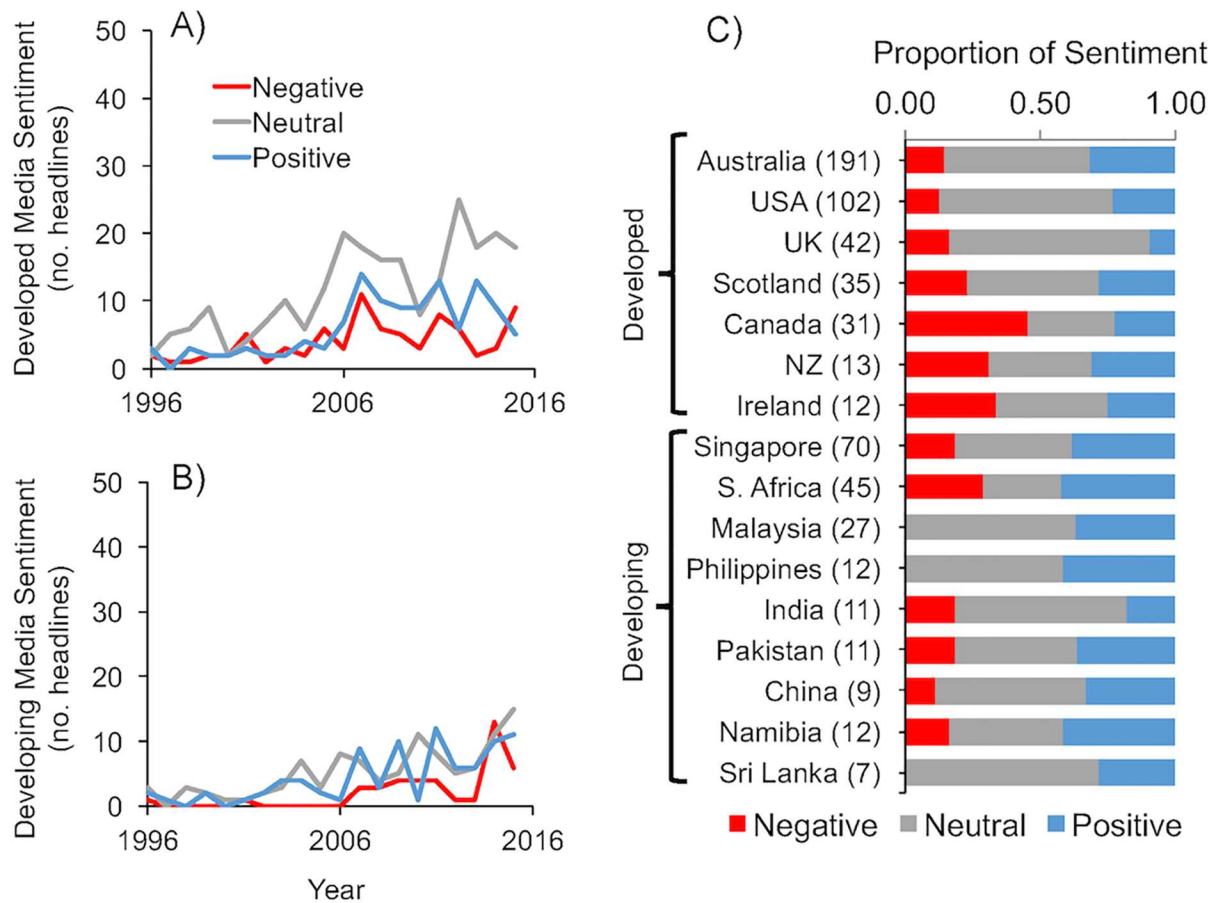 A)
Developed Media Sentiment
(no. headlines)
50
40
30
20
10
0
1996
2006
2016
Negative
Neutral
Positive
B)
Developing Media Sentiment
(no. headlines)
50
40
30
20
10
0
1996
2006
2016
Year
C)
Proportion of Sentiment
0.00 0.50 1.00
Developed
Australia (191)
USA (102)
UK (42)
Scotland (35)
Canada (31)
NZ (13)
Ireland (12)
Developing
Singapore (70)
S. Africa (45)
Malaysia (27)
Philippines (12)
India (11)
Pakistan (11)
China (9)
Namibia (12)
Sri Lanka (7)
Negative Neutral Positive